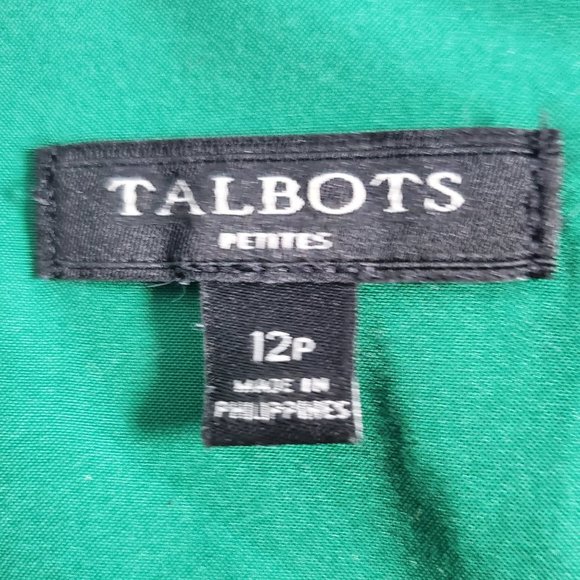 TALBOTS
PETITES
12P
MADE IN
PHILIPPINES